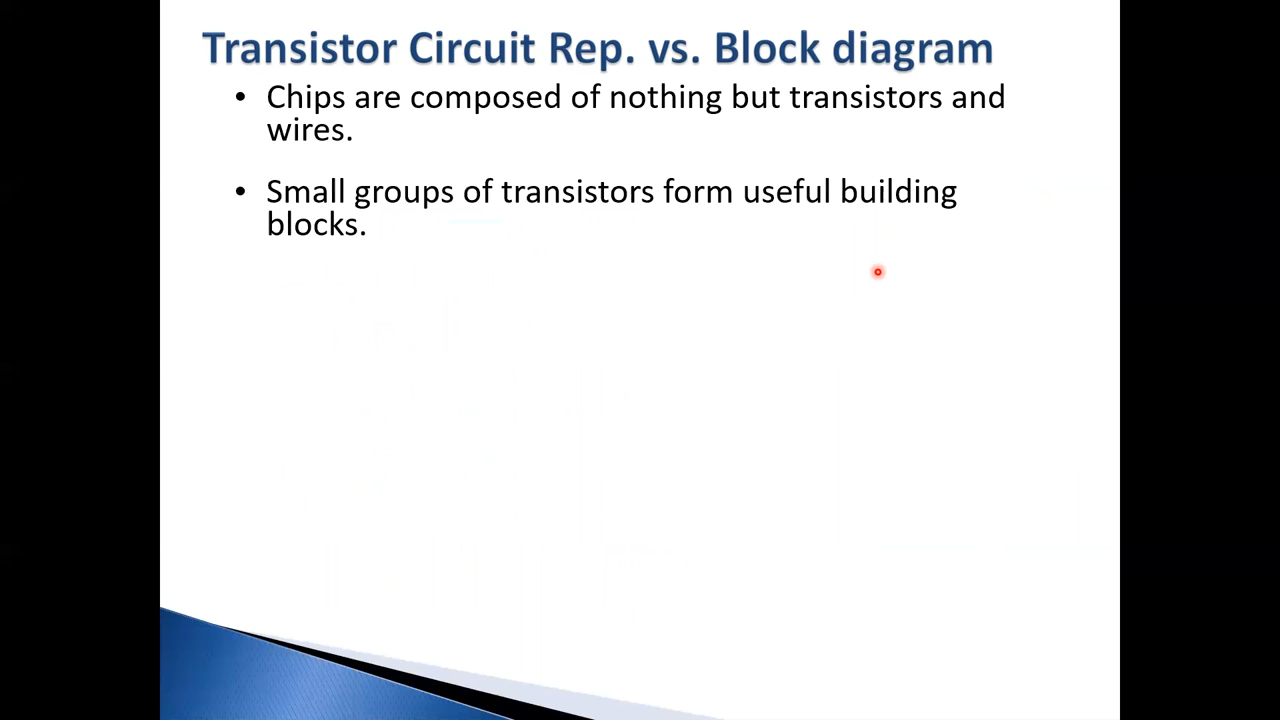 Transistor Circuit Rep. vs. Block diagram
• Chips are composed of nothing but transistors and
wires.
• Small groups of transistors form useful building
blocks.